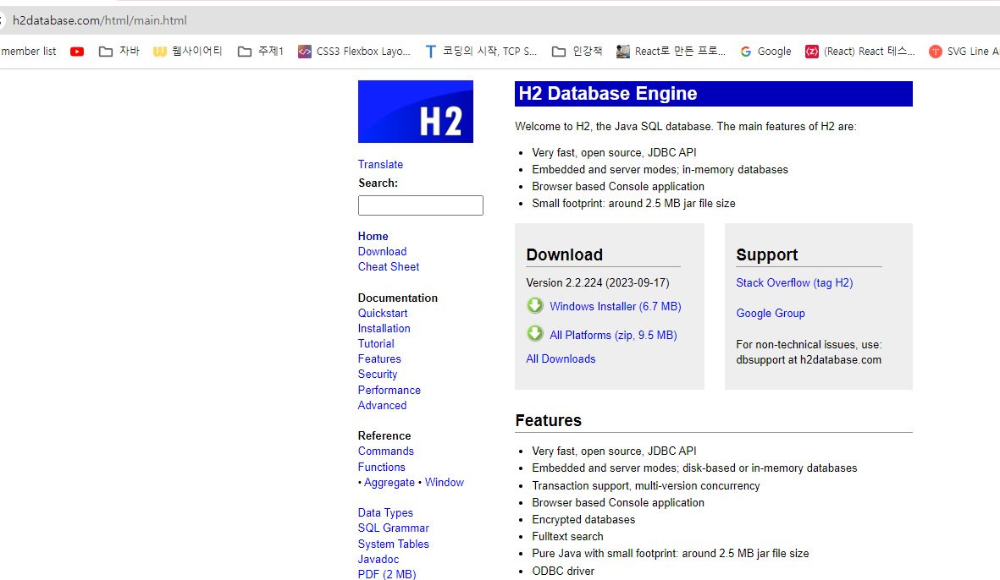 h2database.com/html/main.html
member list 자바 웹사이어티 주제1 CSS3 Flexbox Layo... 코딩의 시작, TCP S... 인강책 React로 만든 프로... Google (React) React 테스... SVG Line A
H2
Translate
Search:
Home
Download
Cheat Sheet
Documentation
Quickstart
Installation
Tutorial
Features
Security
Performance
Advanced
Reference
Commands
Functions
• Aggregate • Window
Data Types
SQL Grammar
System Tables
Javadoc
PDF (2 MB)
H2 Database Engine
Welcome to H2, the Java SQL database. The main features of H2 are:
• Very fast, open source, JDBC API
• Embedded and server modes; in-memory databases
• Browser based Console application
• Small footprint: around 2.5 MB jar file size
Download
Version 2.2.224 (2023-09-17)
Windows Installer (6.7 MB)
All Platforms (zip, 9.5 MB)
All Downloads
Support
Stack Overflow (tag H2)
Google Group
For non-technical issues, use:
dbsupport at h2database.com
Features
• Very fast, open source, JDBC API
• Embedded and server modes; disk-based or in-memory databases
• Transaction support, multi-version concurrency
• Browser based Console application
• Encrypted databases
• Fulltext search
• Pure Java with small footprint: around 2.5 MB jar file size
• ODBC driver